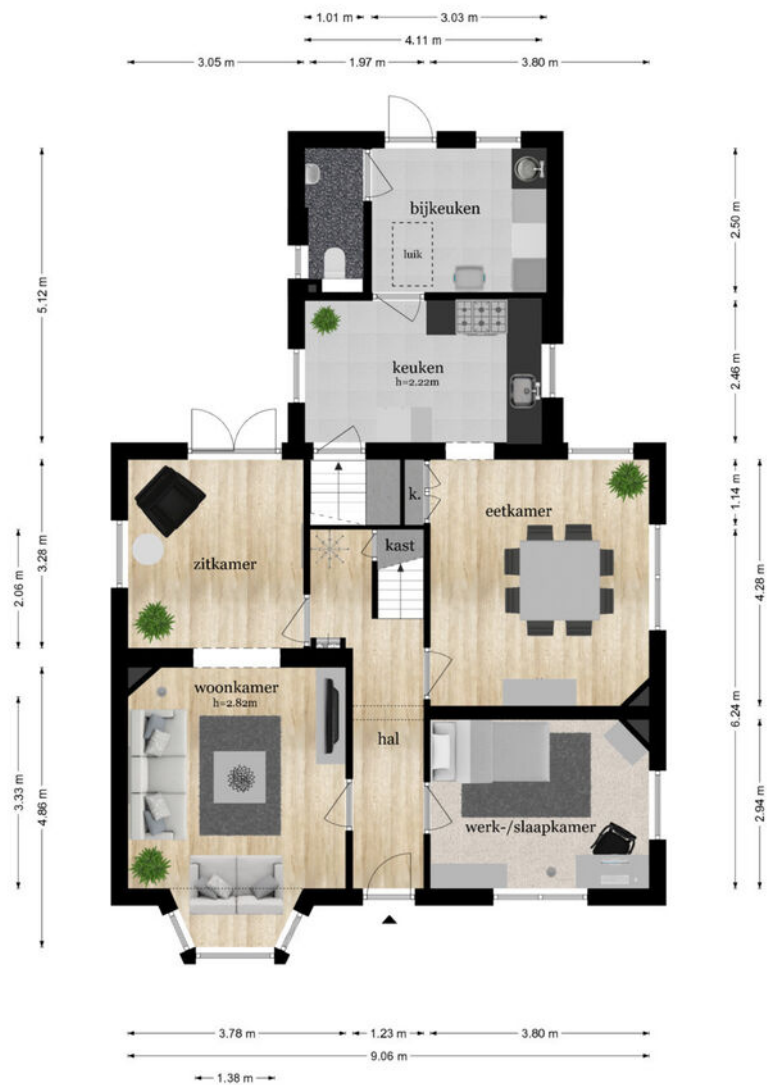 1.01 m
3.03 m
4.11 m
3.05 m
1.97 m
3.80 m
5.12 m
2.50 m
bijkeuken
luik
2.46 m
keuken
h=2.22m
3.28 m
2.06 m
1.14 m
4.28 m
k.
eetkamer
kast
zitkamer
6.24 m
woonkamer
h=2.82m
hal
4.86 m
3.33 m
2.94 m
werk-/slaapkamer
3.78 m
1.23 m
3.80 m
9.06 m
1.38 m